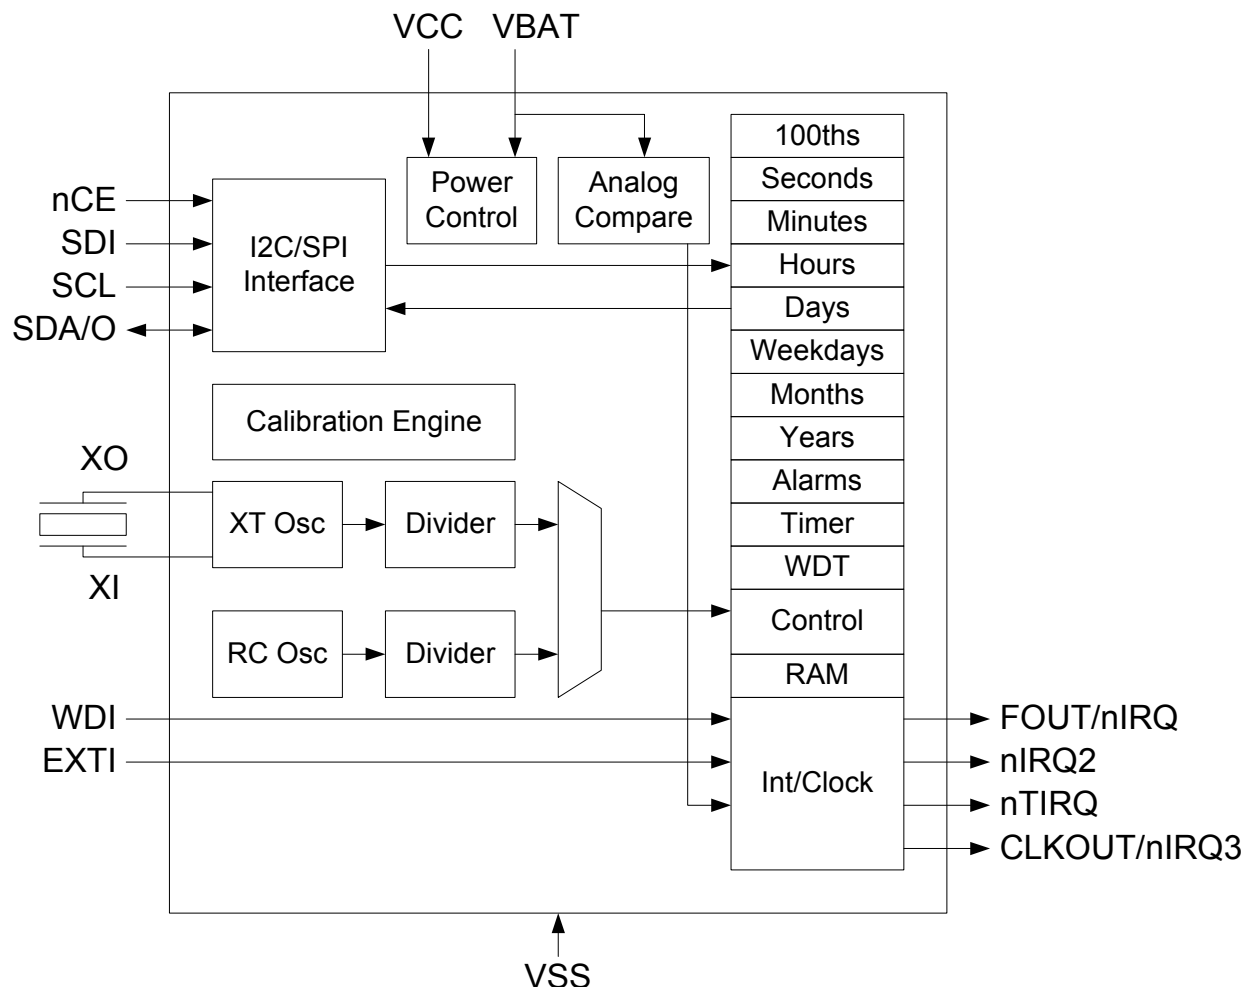 VCC VBAT
100ths
Seconds
Minutes
Hours
Days
Weekdays
Months
Years
Alarms
Timer
WDT
Control
RAM
Int/Clock
Power
Control
Analog
Compare
nCE
SDI
SCL
SDA/O
I2C/SPI
Interface
Calibration Engine
XO
XI
XT Osc
Divider
RC Osc
Divider
WDI
EXTI
FOUT/nIRQ
nIRQ2
nTIRQ
CLKOUT/nIRQ3
VSS